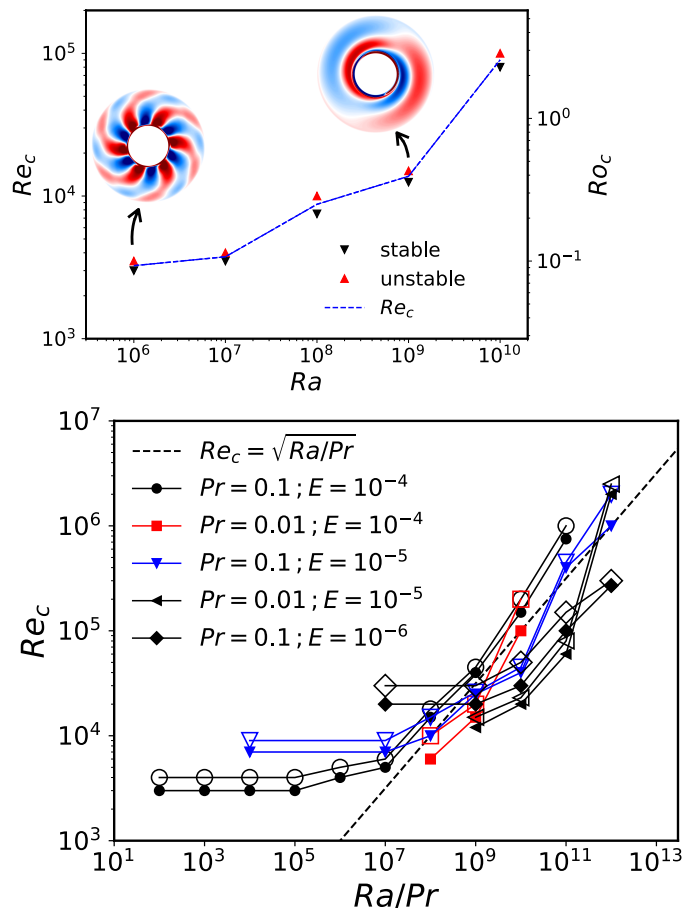 10^5
10^4
10^3
Re_c
10^0
10^-1
Ro_c
stable
unstable
Re_c
10^6 10^7 10^8 10^9 10^10
Ra
10^7
10^6
10^5
10^4
10^3
Re_c
Re_c = √Ra/Pr
Pr = 0.1 ; E = 10^-4
Pr = 0.01 ; E = 10^-4
Pr = 0.1 ; E = 10^-5
Pr = 0.01 ; E = 10^-5
Pr = 0.1 ; E = 10^-6
10^1 10^3 10^5 10^7 10^9 10^11 10^13
Ra/Pr